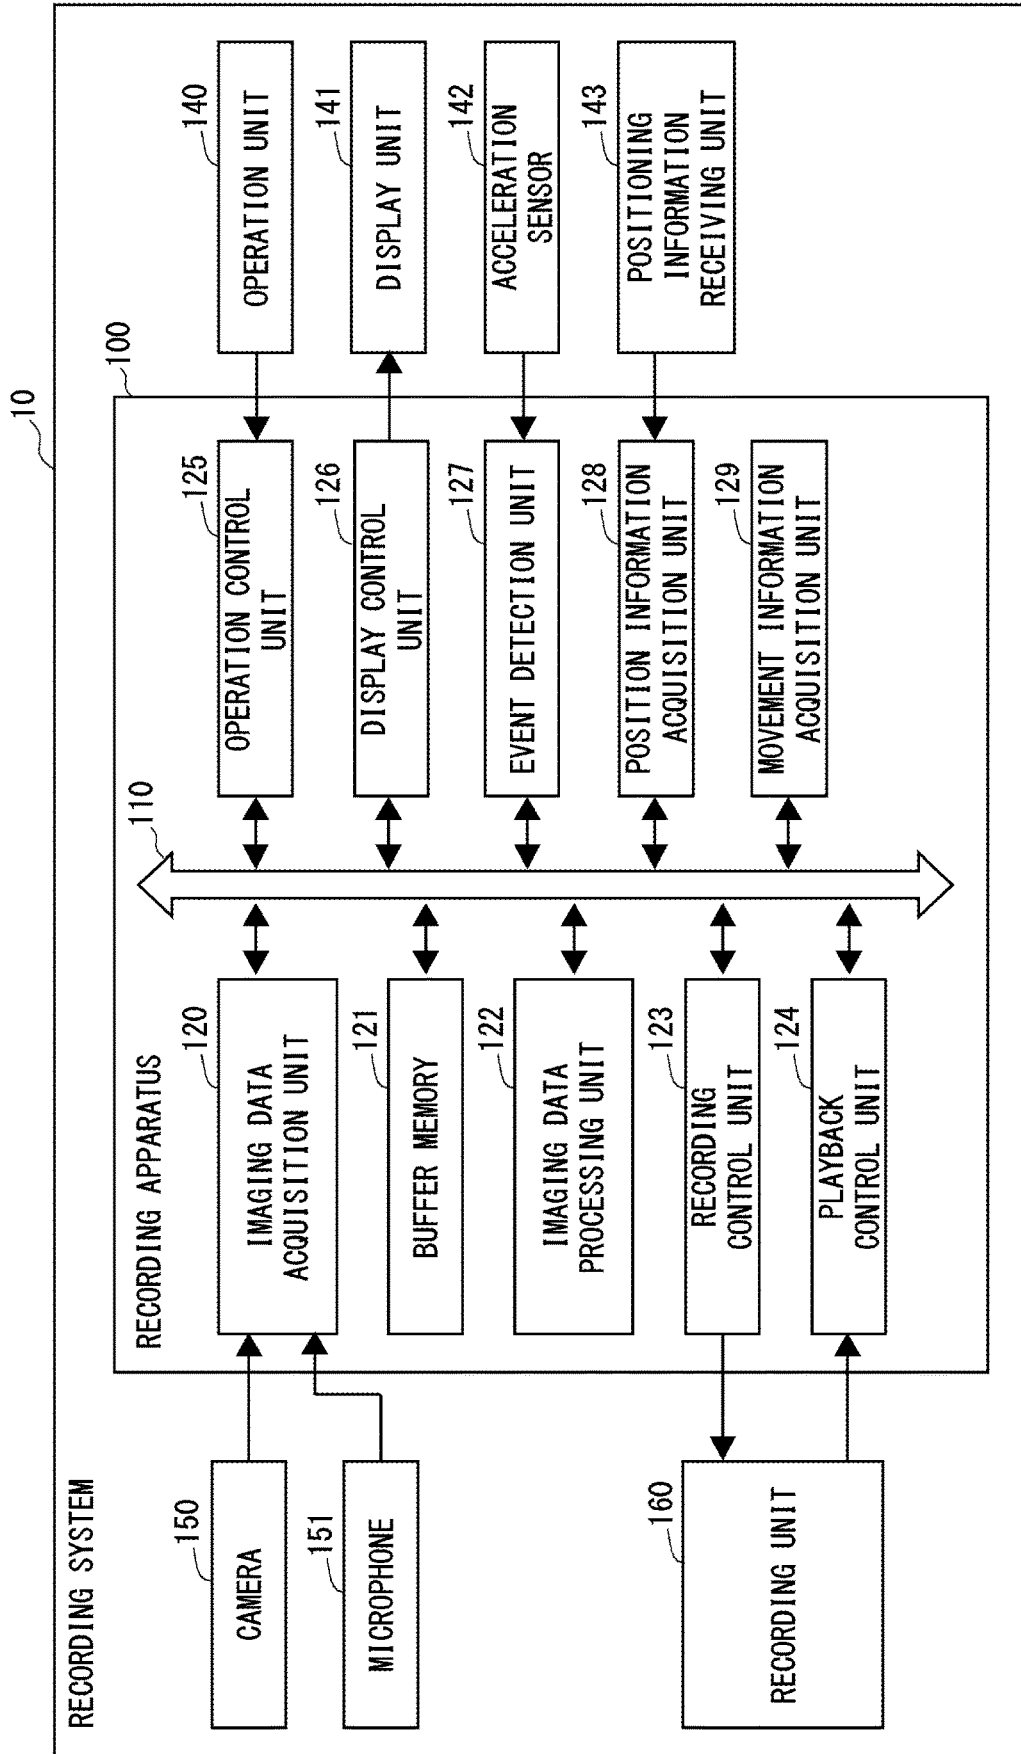 10
RECORDING SYSTEM
100
RECORDING APPARATUS
110
150
CAMERA
151
MICROPHONE
160
RECORDING UNIT
120
IMAGING DATA
ACQUISITION UNIT
121
BUFFER MEMORY
122
IMAGING DATA
PROCESSING UNIT
123
RECORDING
CONTROL UNIT
124
PLAYBACK
CONTROL UNIT
125
OPERATION CONTROL
UNIT
126
DISPLAY CONTROL
UNIT
127
EVENT DETECTION UNIT
128
POSITION INFORMATION
ACQUISITION UNIT
129
MOVEMENT INFORMATION
ACQUISITION UNIT
140
OPERATION UNIT
141
DISPLAY UNIT
142
ACCELERATION
SENSOR
143
POSITIONING
INFORMATION
RECEIVING UNIT